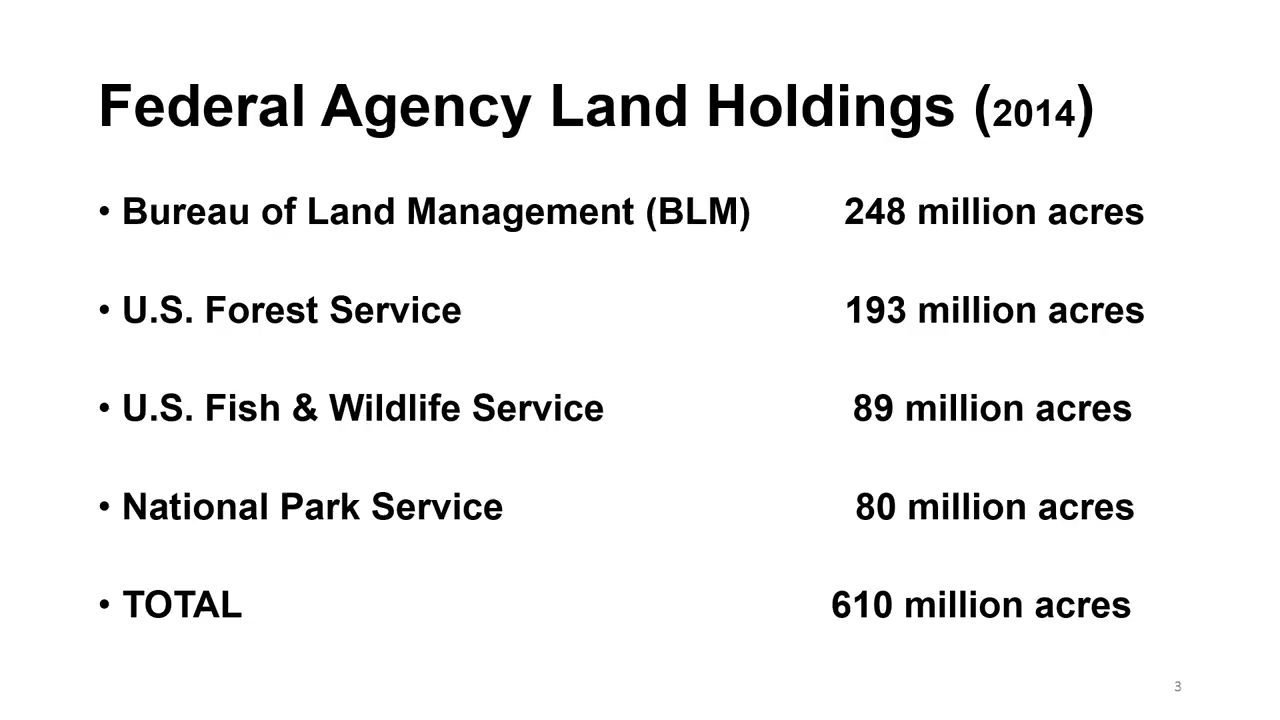 Federal Agency Land Holdings (2014)
• Bureau of Land Management (BLM) 248 million acres
• U.S. Forest Service 193 million acres
• U.S. Fish & Wildlife Service 89 million acres
• National Park Service 80 million acres
• TOTAL 610 million acres
3